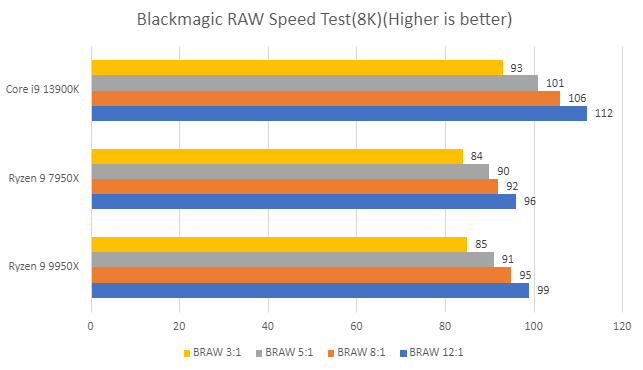 Blackmagic RAW Speed Test(8K)(Higher is better)
Core i9 13900K
93
101
106
112
Ryzen 9 7950X
84
90
92
96
Ryzen 9 9950X
85
91
95
99
0 20 40 60 80 100 120
BRAW 3:1 BRAW 5:1 BRAW 8:1 BRAW 12:1